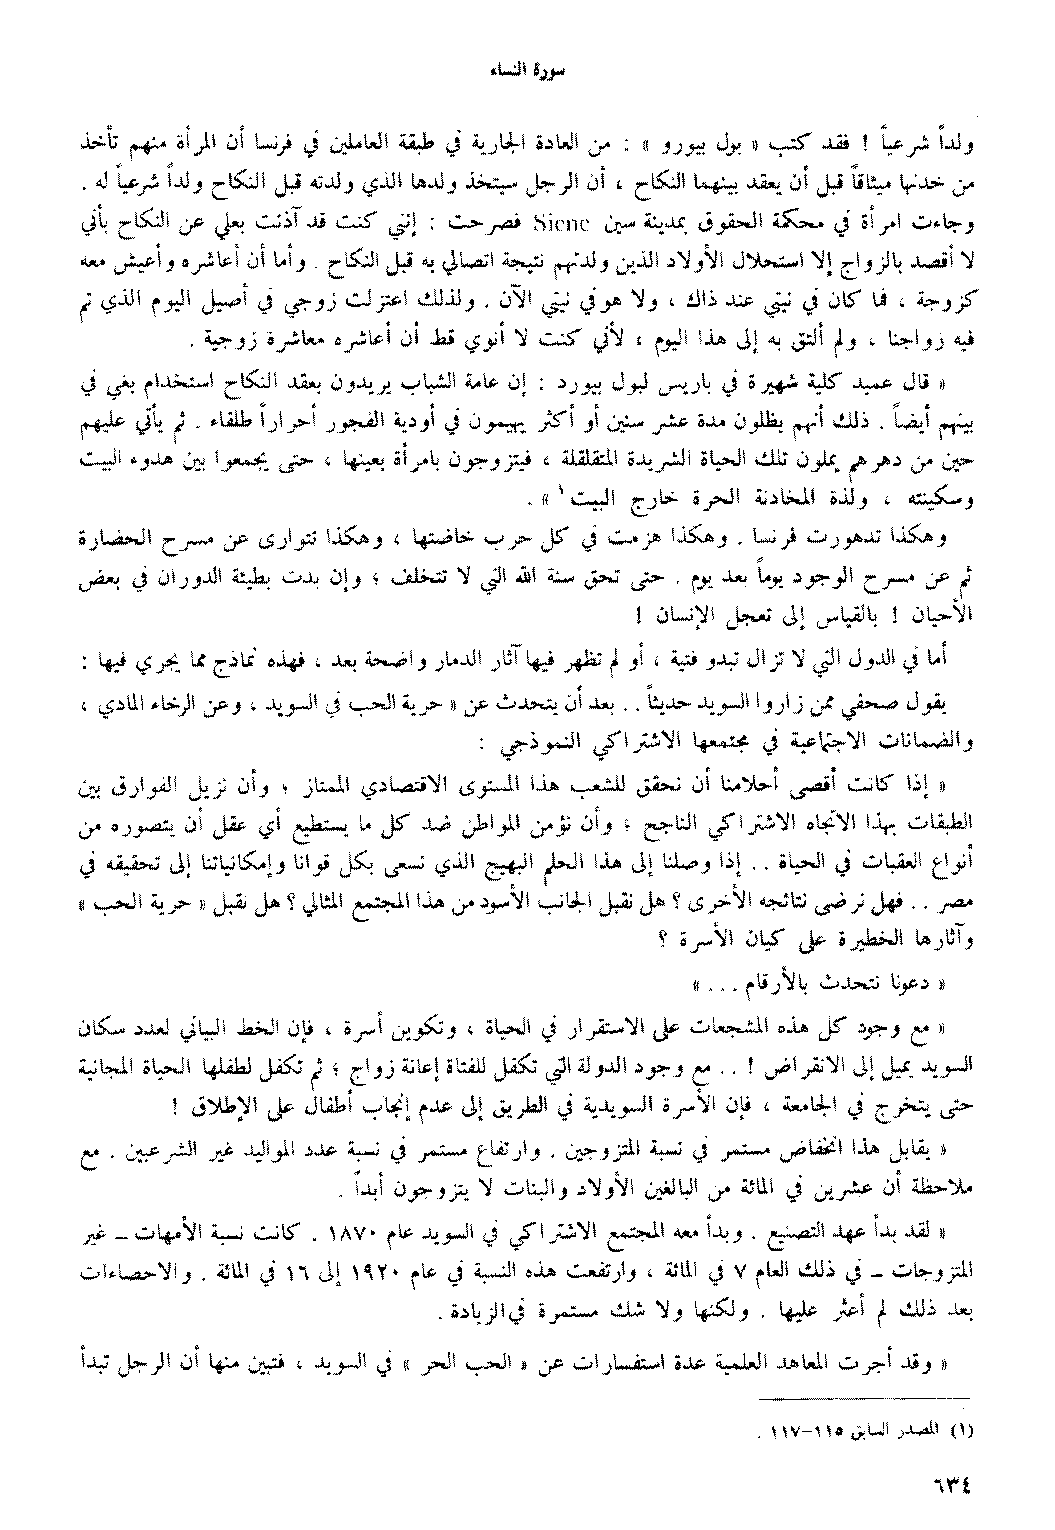 سورة النساء
ولداً شرعياً ! فقد كتب « بول بيورو » : من العادة الجارية في طبقة العاملين في فرنسا أن المرأة منهم تأخذ
من خدنها ميثاقاً قبل أن يعقد بينهما النكاح ، أن الرجل سيتخذ ولدها الذي ولدته قبل النكاح ولداً شرعياً له .
وجاءت امرأة في محكمة الحقوق بمدينة سين Siene فصرحت : إنني كنت قد آذنت بعلي عن النكاح بأني
لا أقصد بالزواج إلا استحلال الأولاد الذين ولدتهم نتيجة اتصالي به قبل النكاح . وأما أن أعاشره وأعيش معه
كزوجة ، فما كان في نيتي عند ذاك ، ولا هو في نيتي الآن . ولذلك اعتزلت زوجي في أصيل اليوم الذي تم
فيه زواجنا ، ولم ألتق به إلى هذا اليوم ، لأني كنت لا أنوي قط أن أعاشره معاشرة زوجية .
« قال عميد كلية شهيرة في باريس لبول بيورد : إن عامة الشباب يريدون بعقد النكاح استخدام بغي في
بيتهم أيضاً . ذلك أنهم يظلون مدة عشر سنين أو أكثر يهيمون في أودية الفجور أحراراً طلقاء . ثم يأتي عليهم
حين من دهرهم يملون تلك الحياة الشريدة المتقلقلة ، فيتزوجون بامرأة بعينها ، حتى يجمعوا بين هدوء البيت
وسكينته ، ولذة المخادنة الحرة خارج البيت ١ » .
وهكذا تدهورت فرنسا . وهكذا هزمت في كل حرب خاضتها ، وهكذا تتوارى عن مسرح الحضارة
ثم عن مسرح الوجود يوماً بعد يوم . حتى تحق سنة الله التي لا تتخلف ؛ وإن بدت بطيئة الدوران في بعض
الأحيان ! بالقياس إلى تعجل الإنسان !
أما في الدول التي لا تزال تبدو فتية ، أو لم تظهر فيها آثار الدمار واضحة بعد ، فهذه نماذج مما يجري فيها :
يقول صحفي ممن زاروا السويد حديثاً .. بعد أن يتحدث عن « حرية الحب في السويد ، وعن الرخاء المادي ،
والضمانات الاجتماعية في مجتمعها الاشتراكي النموذجي :
« إذا كانت أقصى أحلامنا أن نحقق للشعب هذا المستوى الاقتصادي الممتاز ؛ وأن نزيل الفوارق بين
الطبقات بهذا الاتجاه الاشتراكي الناجح ؛ وأن نؤمن المواطن ضد كل ما يستطيع أي عقل أن يتصوره من
أنواع العقبات في الحياة .. إذا وصلنا إلى هذا الحلم البهيج الذي نسعى بكل قوانا وإمكانياتنا إلى تحقيقه في
مصر .. فهل نرضى نتائجه الأخرى ؟ هل نقبل الجانب الأسود من هذا المجتمع المثالي ؟ هل نقبل « حرية الحب »
وآثارها الخطيرة على كيان الأسرة ؟
« دعونا نتحدث بالأرقام ... »
« مع وجود كل هذه المشجعات على الاستقرار في الحياة ، وتكوين أسرة ، فإن الخط البياني لعدد سكان
السويد يميل إلى الانقراض ! .. مع وجود الدولة التي تكفل للفتاة إعانة زواج ؛ ثم تكفل لطفلها الحياة المجانية
حتى يتخرج في الجامعة ، فإن الأسرة السويدية في الطريق إلى عدم إنجاب أطفال على الإطلاق !
« يقابل هذا انخفاض مستمر في نسبة المتزوجين . وارتفاع مستمر في نسبة عدد المواليد غير الشرعيين . مع
ملاحظة أن عشرين في المائة من البالغين الأولاد والبنات لا يتزوجون أبداً .
« لقد بدأ عهد التصنيع . وبدأ معه المجتمع الاشتراكي في السويد عام ١٨٧٠ . كانت نسبة الأمهات – غير
المتزوجات – في ذلك العام ٧ في المائة ، وارتفعت هذه النسبة في عام ١٩٢٠ إلى ١٦ في المائة . والاحصاءات
بعد ذلك لم أعثر عليها . ولكنها ولا شك مستمرة في الزيادة .
« وقد أجرت المعاهد العلمية عدة استفسارات عن « الحب الحر » في السويد ، فتبين منها أن الرجل تبدأ
(١) المصدر السابق ١١٥–١١٧ .
٦٣٤